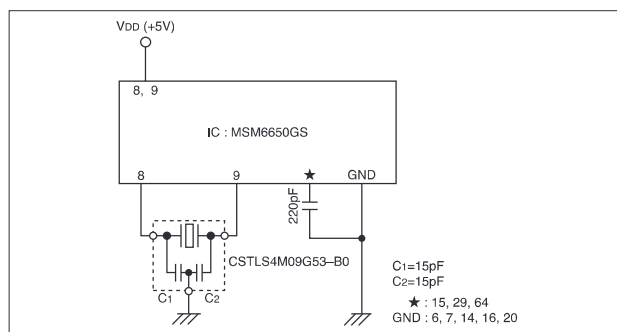 VDD (+5V)
8, 9
IC : MSM6650GS
8
9
★
GND
220pF
CSTLS4M09G53–B0
C1
C2
C1=15pF
C2=15pF
★ : 15, 29, 64
GND : 6, 7, 14, 16, 20